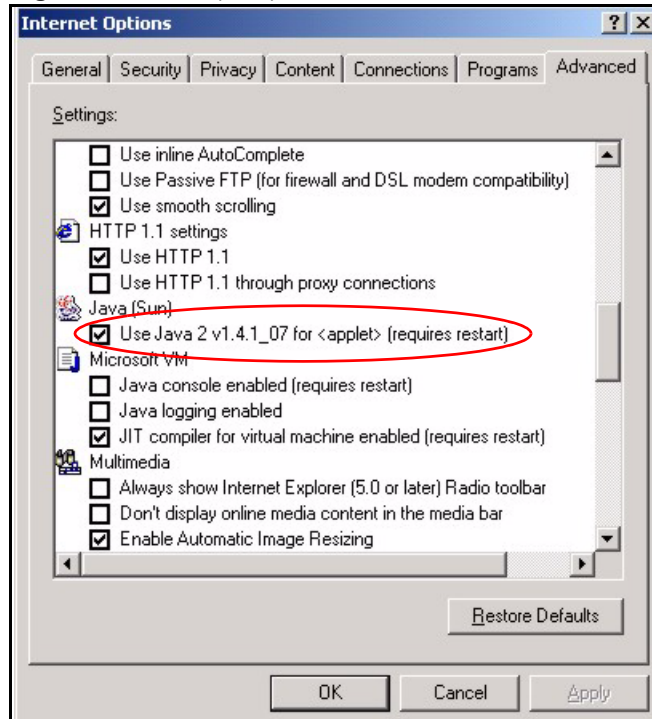 Internet Options
General Security Privacy Content Connections Programs Advanced
Settings:
Use inline AutoComplete
Use Passive FTP (for firewall and DSL modem compatibility)
Use smooth scrolling
HTTP 1.1 settings
Use HTTP 1.1
Use HTTP 1.1 through proxy connections
Java (Sun)
Use Java 2 v1.4.1_07 for <applet> (requires restart)
Microsoft VM
Java console enabled (requires restart)
Java logging enabled
JIT compiler for virtual machine enabled (requires restart)
Multimedia
Always show Internet Explorer (5.0 or later) Radio toolbar
Don't display online media content in the media bar
Enable Automatic Image Resizing
Restore Defaults
OK Cancel Apply